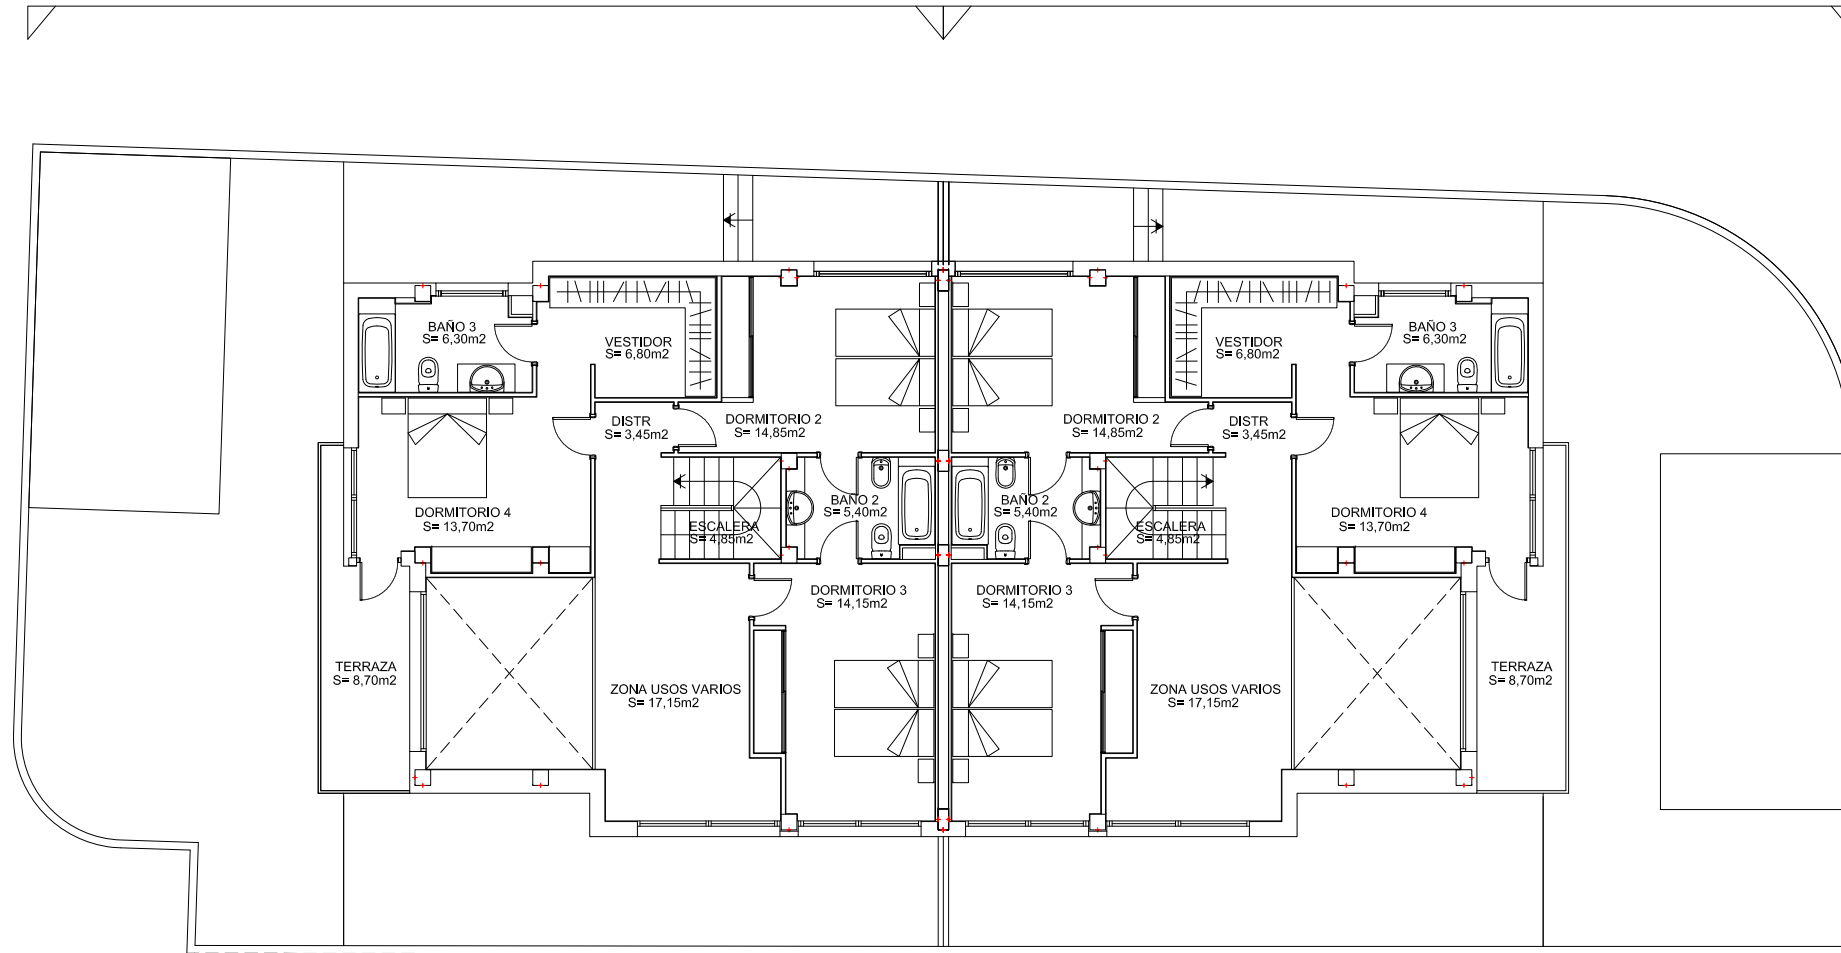 BAÑO 3
S= 6,30m2
VESTIDOR
S= 6,80m2
VESTIDOR
S= 6,80m2
BAÑO 3
S= 6,30m2
DISTR
S= 3,45m2
DORMITORIO 2
S= 14,85m2
DORMITORIO 2
S= 14,85m2
DISTR
S= 3,45m2
DORMITORIO 4
S= 13,70m2
ESCALERA
S= 4,85m2
BAÑO 2
S= 5,40m2
BAÑO 2
S= 5,40m2
ESCALERA
S= 4,85m2
DORMITORIO 4
S= 13,70m2
DORMITORIO 3
S= 14,15m2
DORMITORIO 3
S= 14,15m2
TERRAZA
S= 8,70m2
ZONA USOS VARIOS
S= 17,15m2
ZONA USOS VARIOS
S= 17,15m2
TERRAZA
S= 8,70m2